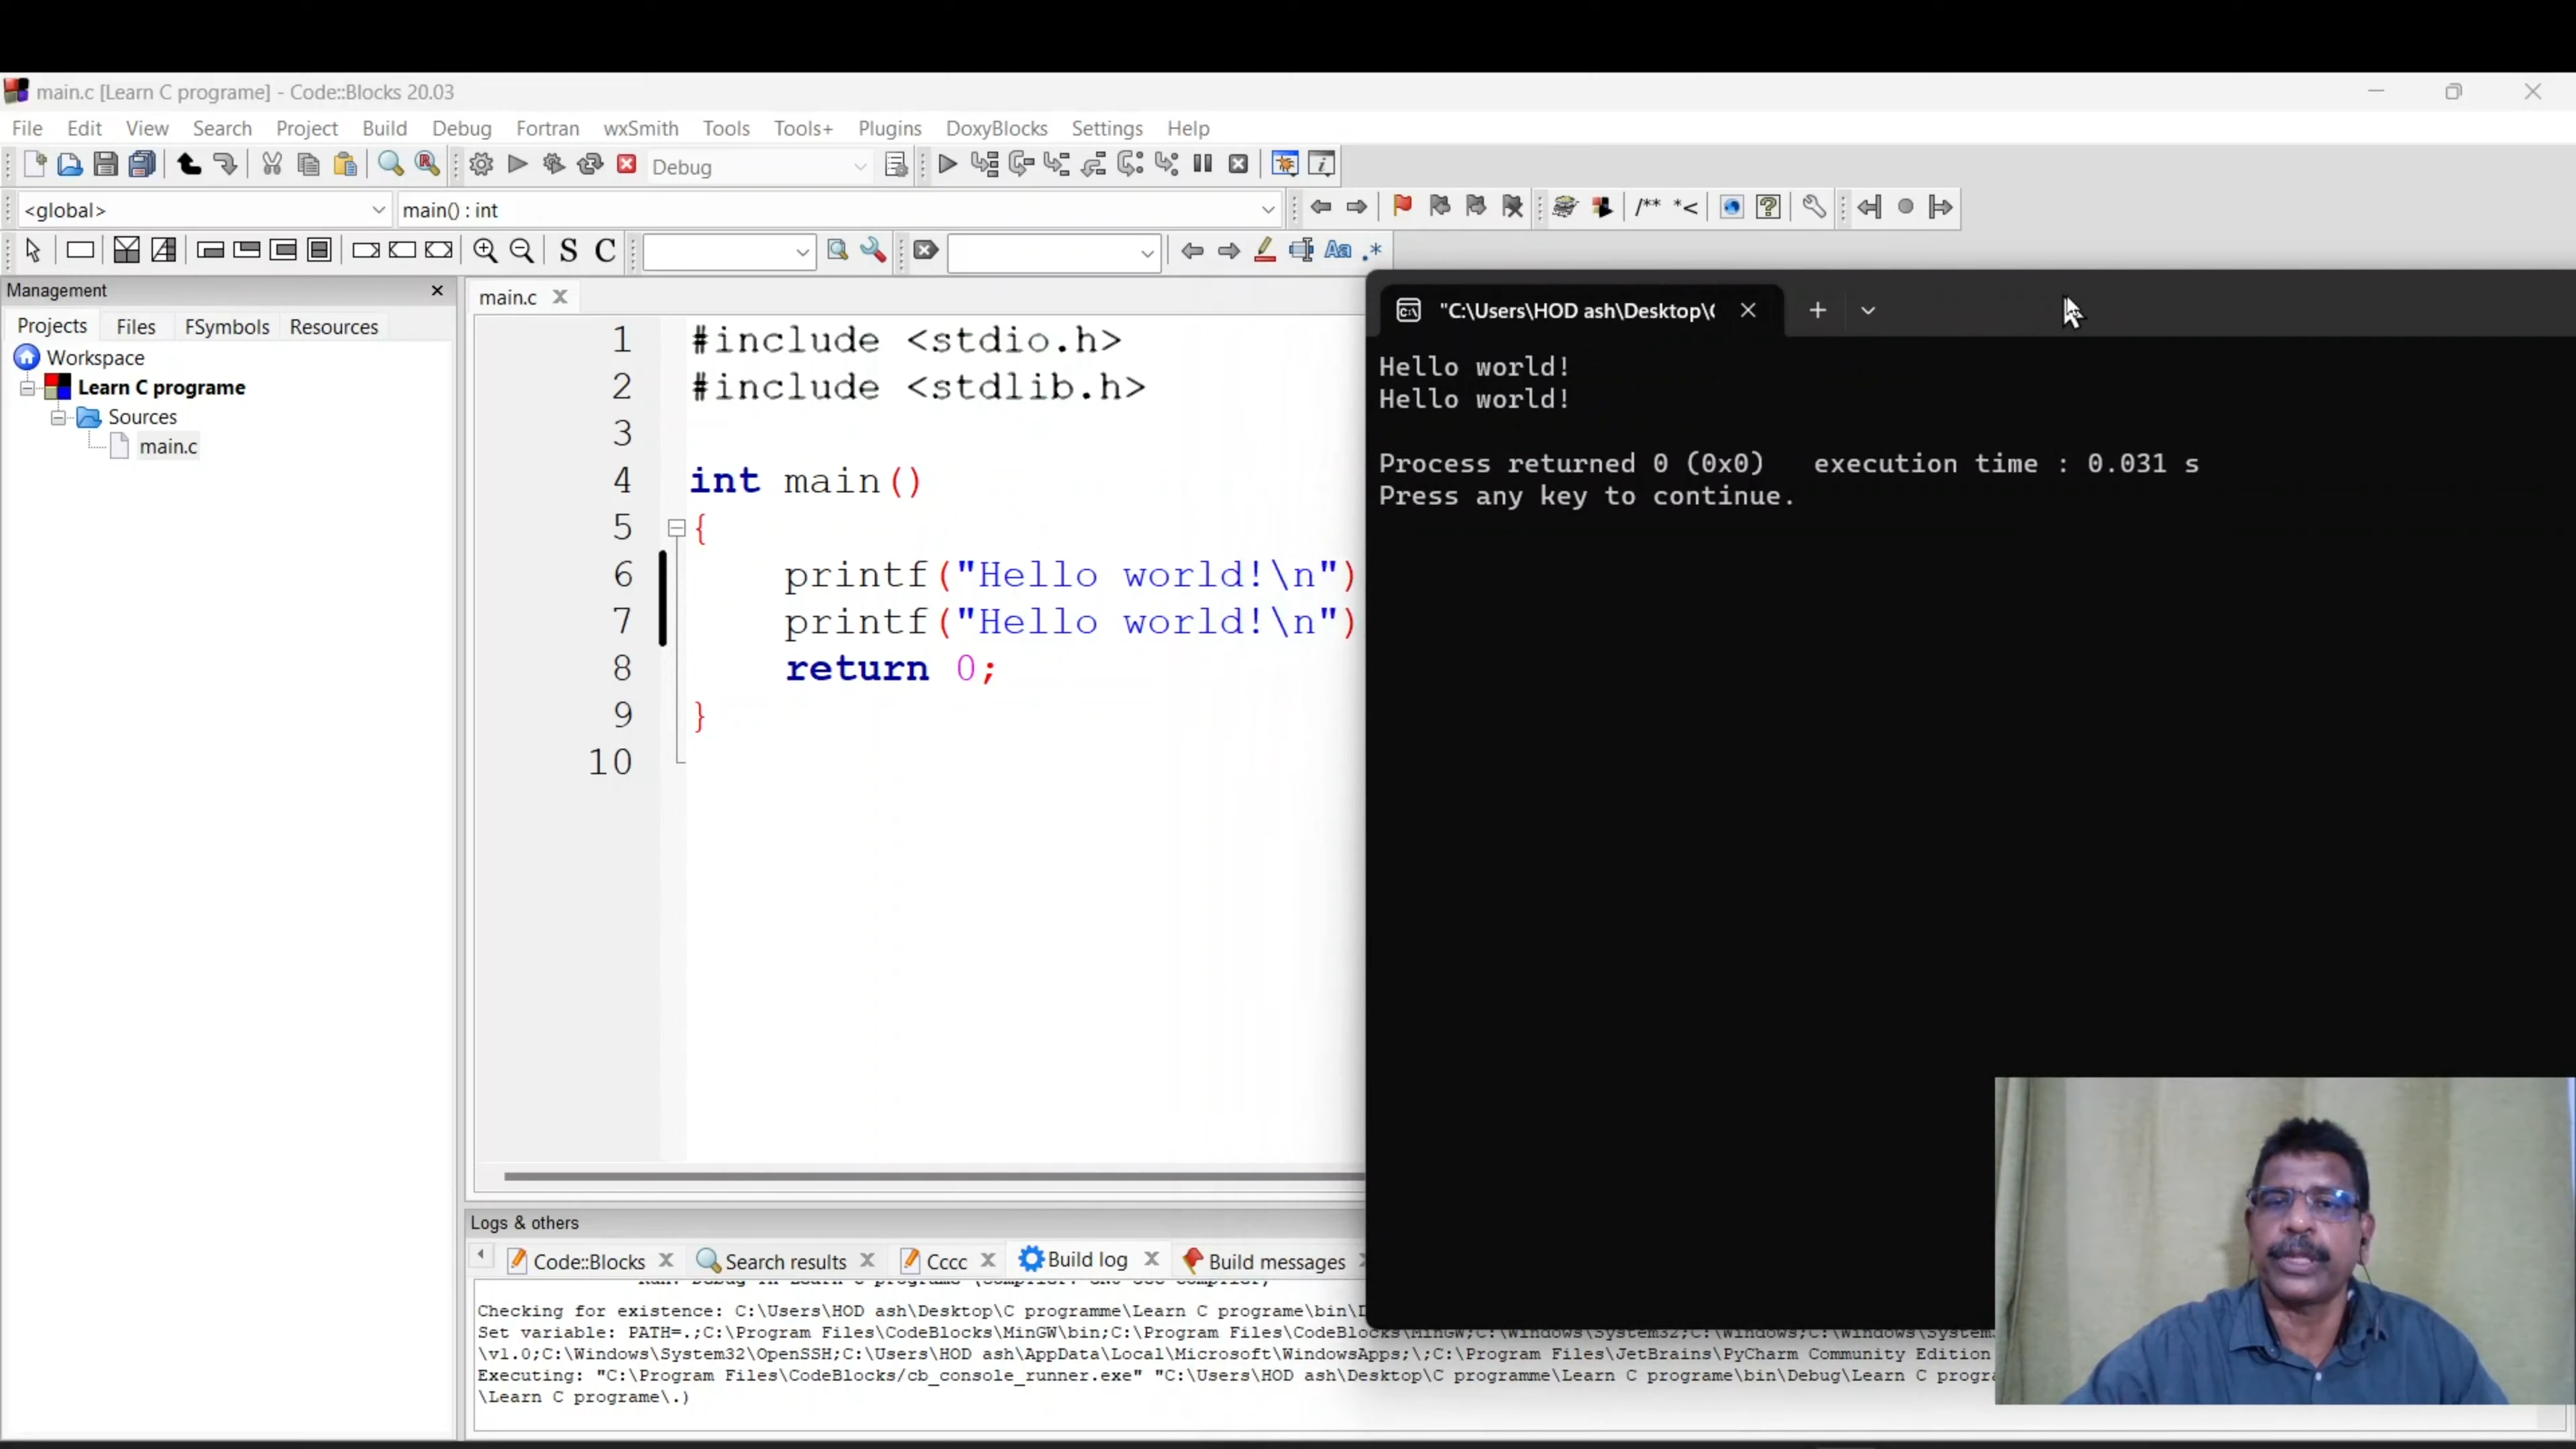 main.c [Learn C programe] - Code::Blocks 20.03
File Edit View Search Project Build Debug Fortran wxSmith Tools Tools+ Plugins DoxyBlocks Settings Help
Debug
<global> main() : int
/** *<
S C Aa .*
Management
main.c
Projects Files FSymbols Resources
Workspace
Learn C programe
Sources
main.c
1 #include <stdio.h>
2 #include <stdlib.h>
3
4 int main()
5 {
6 printf("Hello world!\n")
7 printf("Hello world!\n")
8 return 0;
9 }
10
"C:\Users\HOD ash\Desktop\C
Hello world!
Hello world!
Process returned 0 (0x0) execution time : 0.031 s
Press any key to continue.
Logs & others
Code::Blocks Search results Cccc Build log Build messages
Checking for existence: C:\Users\HOD ash\Desktop\C programme\Learn C programe\bin\D
Set variable: PATH=.;C:\Program Files\CodeBlocks\MinGW\bin;C:\Program Files\CodeBlocks\MinGW;C:\Windows\System32;C:\Windows;C:\Windows\System3
\v1.0;C:\Windows\System32\OpenSSH;C:\Users\HOD ash\AppData\Local\Microsoft\WindowsApps;\;C:\Program Files\JetBrains\PyCharm Community Edition
Executing: "C:\Program Files\CodeBlocks/cb_console_runner.exe" "C:\Users\HOD ash\Desktop\C programme\Learn C programe\bin\Debug\Learn C progra
\Learn C programe\.)